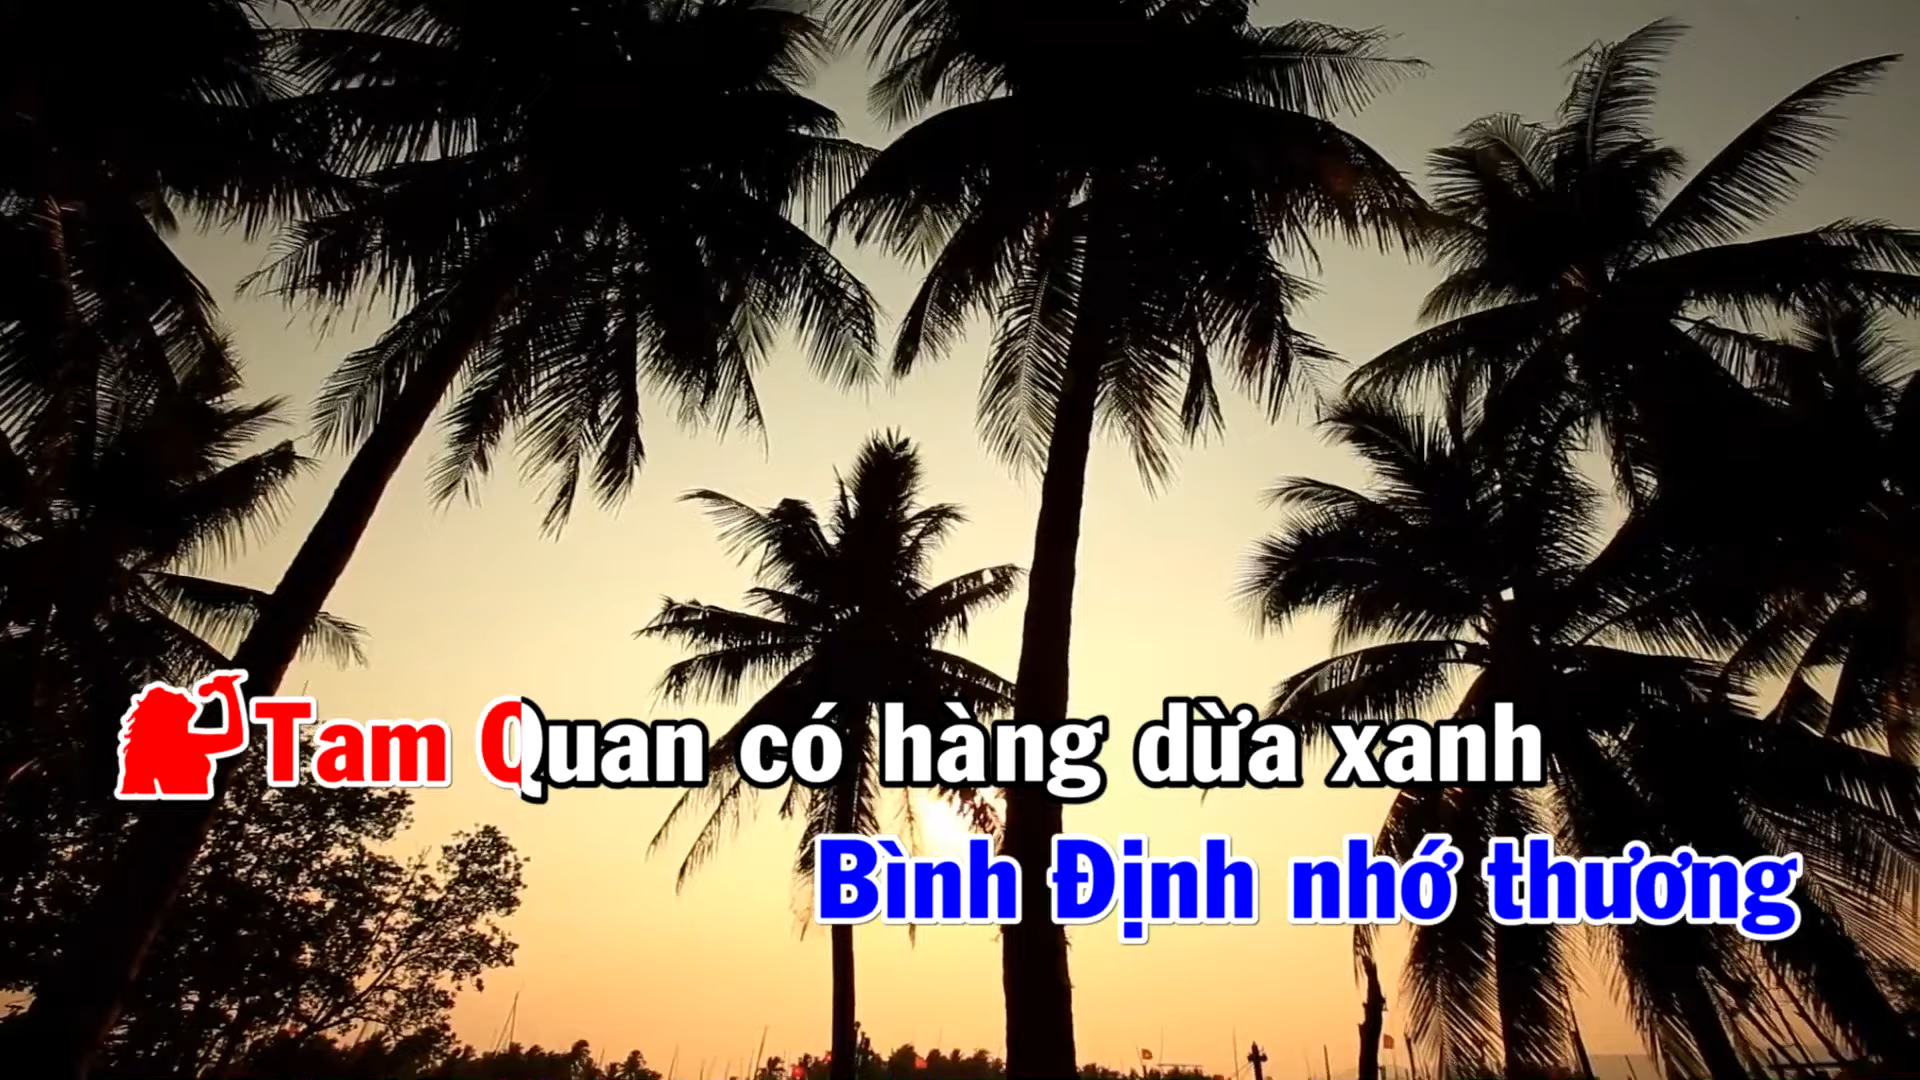 Tam Quan có hàng dừa xanh
Bình Định nhớ thương